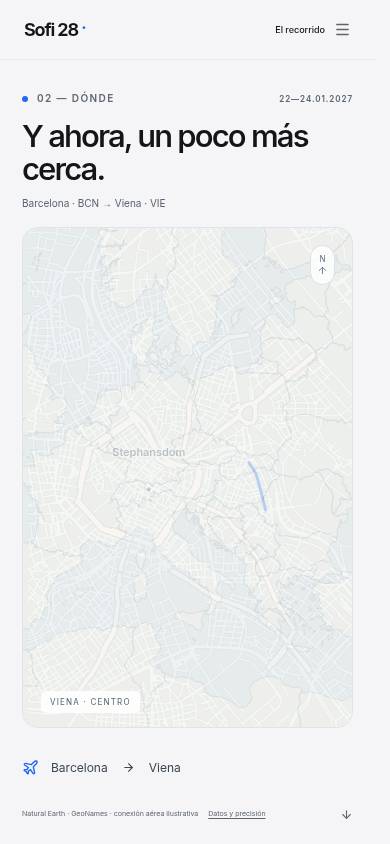 Sofi 28
El recorrido
02 — DÓNDE
22—24.01.2027
Y ahora, un poco más
cerca.
Barcelona · BCN → Viena · VIE
N
Stephansdom
VIENA · CENTRO
Barcelona → Viena
Natural Earth · GeoNames · conexión aérea ilustrativa Datos y precisión